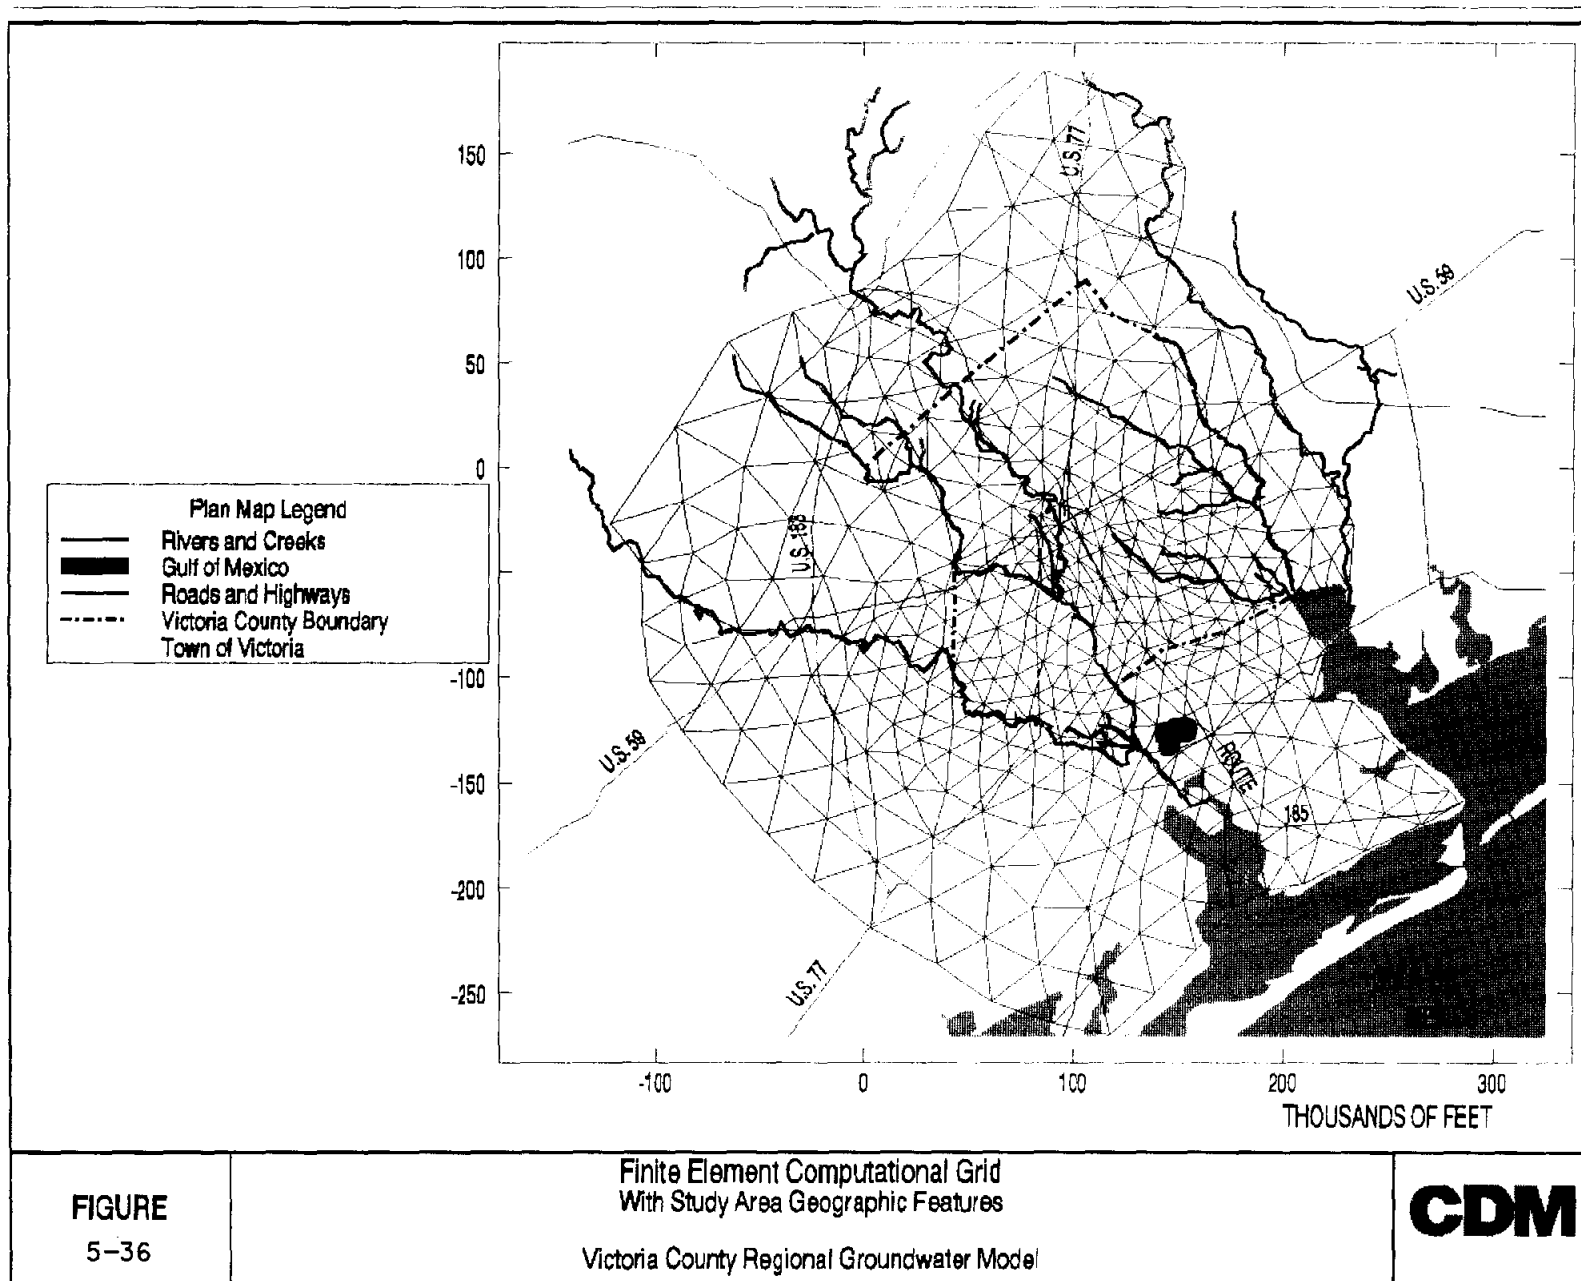 150
100
50
0
-100
-150
-200
-250
-100
0
100
200
300
THOUSANDS OF FEET
U.S. 77
U.S. 59
U.S. 183
U.S. 59
U.S. 77
ROUTE
185
Plan Map Legend
Rivers and Creeks
Gulf of Mexico
Roads and Highways
Victoria County Boundary
Town of Victoria
FIGURE
5-36
Finite Element Computational Grid
With Study Area Geographic Features
Victoria County Regional Groundwater Model
CDM